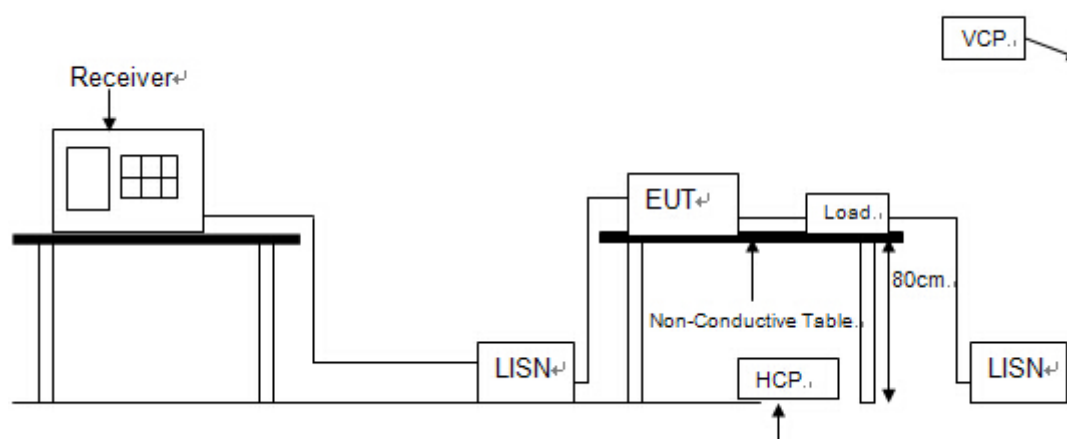 VCP.
Receiver↵
EUT↵
Load.
80cm.
Non-Conductive Table.
LISN↵
HCP.
LISN↵